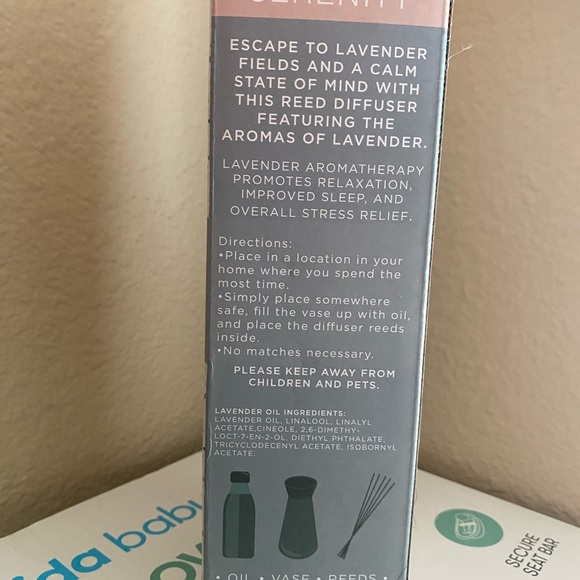 SERENITY
ESCAPE TO LAVENDER
FIELDS AND A CALM
STATE OF MIND WITH
THIS REED DIFFUSER
FEATURING THE
AROMAS OF LAVENDER.
LAVENDER AROMATHERAPY
PROMOTES RELAXATION,
IMPROVED SLEEP, AND
OVERALL STRESS RELIEF.
Directions:
•Place in a location in your
home where you spend the
most time.
•Simply place somewhere
safe, fill the vase up with oil,
and place the diffuser reeds
inside.
•No matches necessary.
PLEASE KEEP AWAY FROM
CHILDREN AND PETS.
LAVENDER OIL INGREDIENTS:
LAVENDER OIL, LINALOOL, LINALYL
ACETATE,CINEOLE, 2,6-DIMETHY-
LOCT-7-EN-2-OL, DIETHYL PHTHALATE,
TRICYCLODECENYL ACETATE, ISOBORNYL
ACETATE.
• OIL • VASE • REEDS •
ida baby
SECURE
SEAT BAR